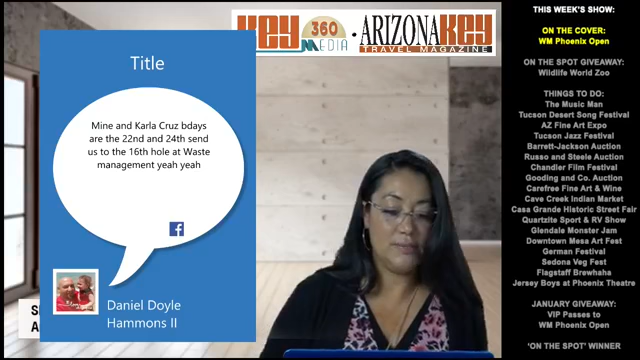 THIS WEEK'S SHOW:
ON THE COVER:
WM Phoenix Open
ON THE SPOT GIVEAWAY:
Wildlife World Zoo
THINGS TO DO:
The Music Man
Tucson Desert Song Festival
AZ Fine Art Expo
Tucson Jazz Festival
Barrett-Jackson Auction
Russo and Steele Auction
Chandler Film Festival
Gooding and Co. Auction
Carefree Fine Art & Wine
Cave Creek Indian Market
Casa Grande Historic Street Fair
Quartzite Sport & RV Show
Glendale Monster Jam
Downtown Mesa Art Fest
German Festival
Sedona Veg Fest
Flagstaff Brewhaha
Jersey Boys at Phoenix Theatre
JANUARY GIVEAWAY:
VIP Passes to
WM Phoenix Open
'ON THE SPOT' WINNER
KEY 360 MEDIA • ARIZONA KEY
TRAVEL MAGAZINE
Title
Mine and Karla Cruz bdays
are the 22nd and 24th send
us to the 16th hole at Waste
management yeah yeah
f
Daniel Doyle
Hammons II